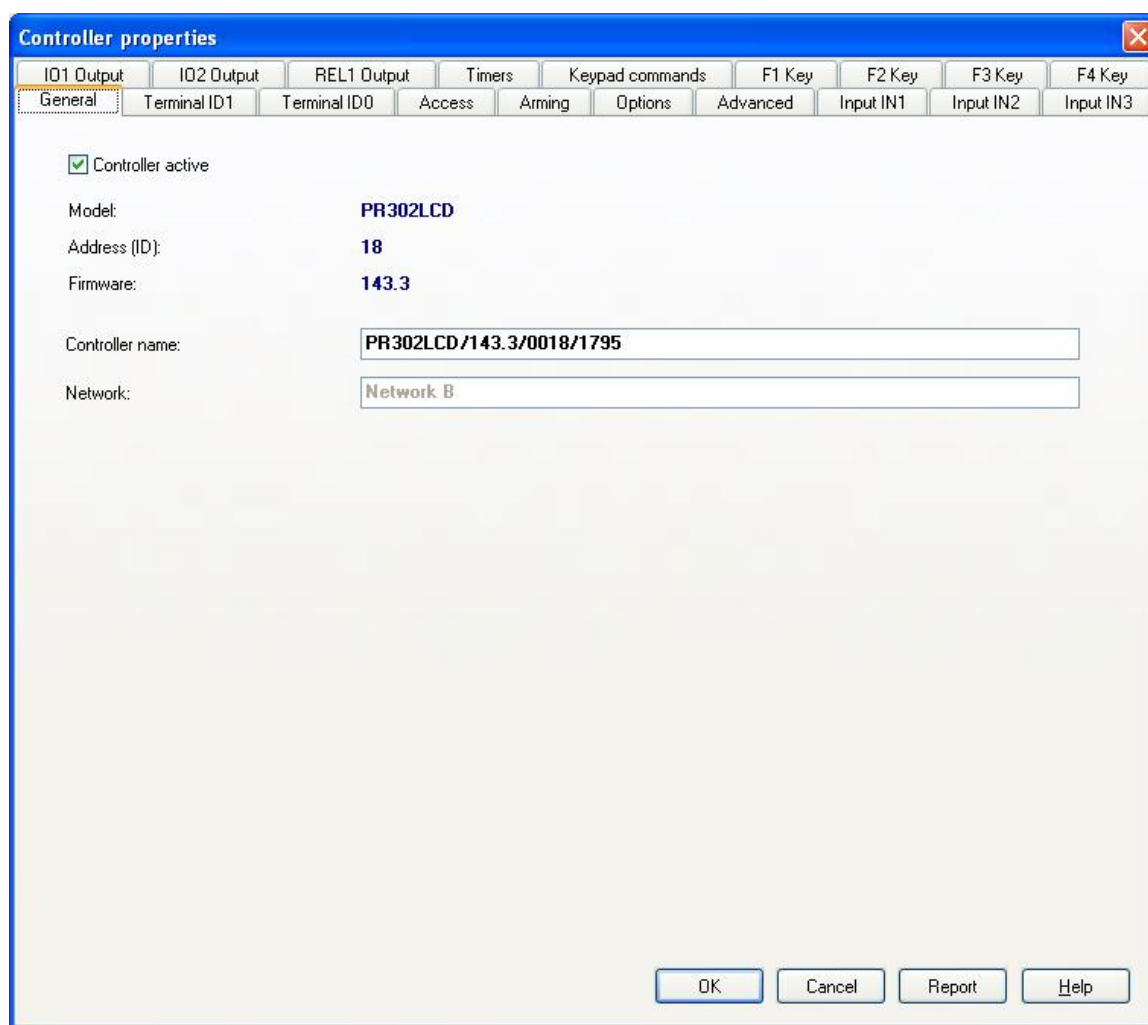 Controller properties
IO1 Output IO2 Output REL1 Output Timers Keypad commands F1 Key F2 Key F3 Key F4 Key
General Terminal ID1 Terminal ID0 Access Arming Options Advanced Input IN1 Input IN2 Input IN3
Controller active
Model: PR302LCD
Address (ID): 18
Firmware: 143.3
Controller name: PR302LCD/143.3/0018/1795
Network: Network B
OK Cancel Report Help